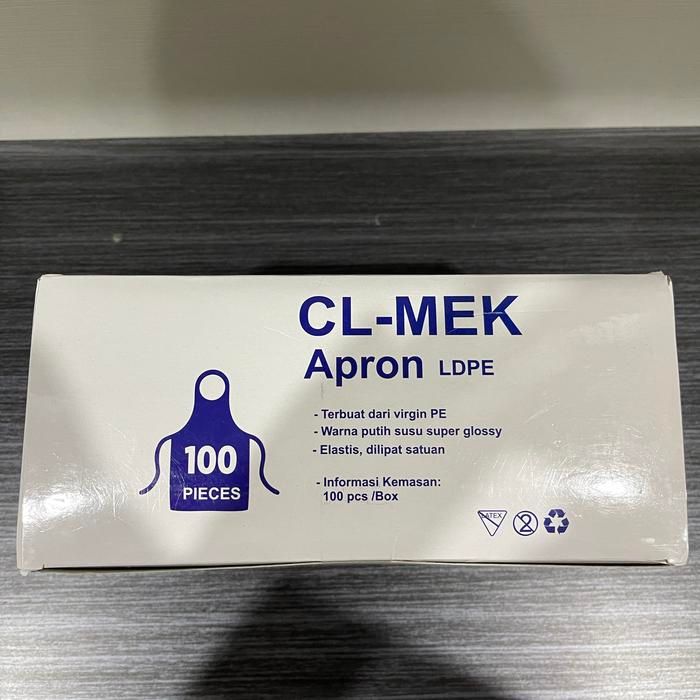 CL-MEK
Apron LDPE
- Terbuat dari virgin PE
- Warna putih susu super glossy
- Elastis, dilipat satuan
- Informasi Kemasan:
100 pcs /Box
100
PIECES
LATEX
2